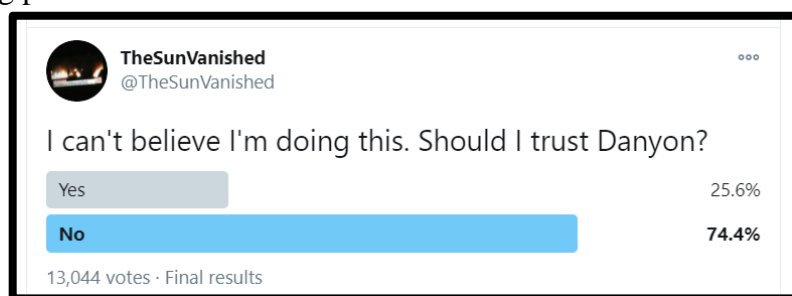 TheSunVanished
@TheSunVanished
I can't believe I'm doing this. Should I trust Danyon?
Yes 25.6%
No 74.4%
13,044 votes · Final results